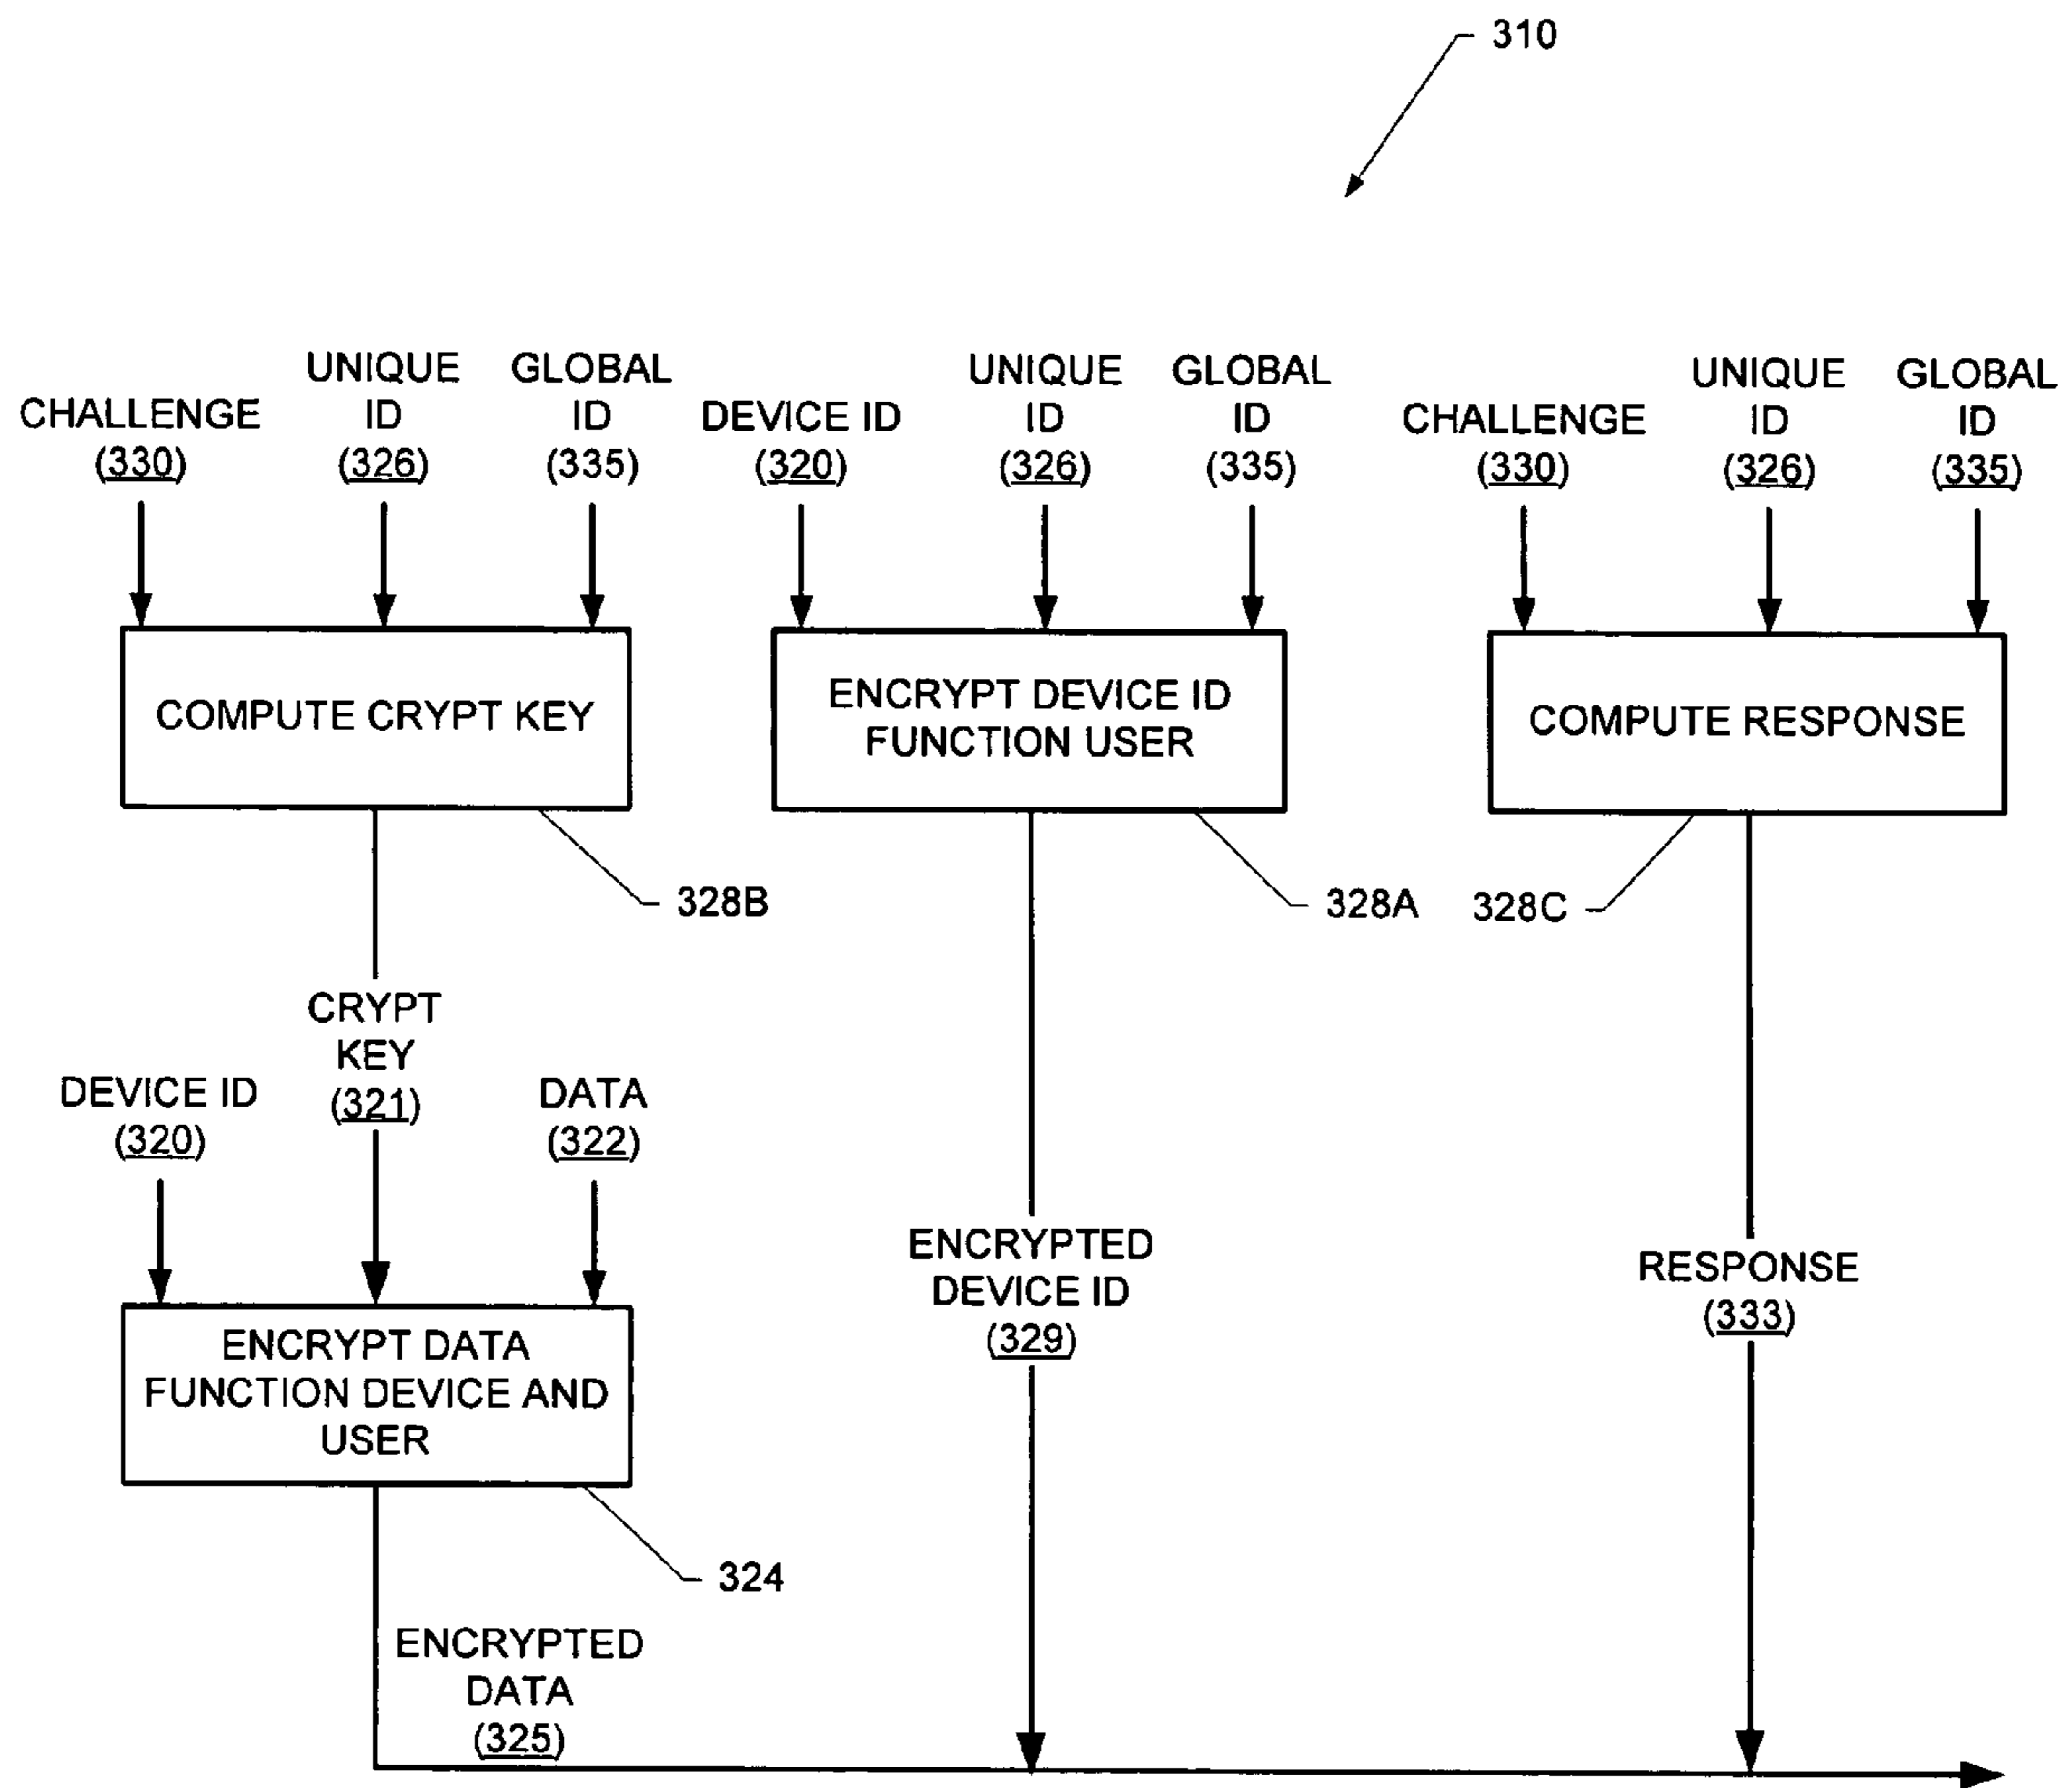 310
CHALLENGE
(330)
UNIQUE
ID
(326)
GLOBAL
ID
(335)
DEVICE ID
(320)
UNIQUE
ID
(326)
GLOBAL
ID
(335)
CHALLENGE
(330)
UNIQUE
ID
(326)
GLOBAL
ID
(335)
COMPUTE CRYPT KEY
ENCRYPT DEVICE ID
FUNCTION USER
COMPUTE RESPONSE
328B
328A
328C
CRYPT
KEY
(321)
DEVICE ID
(320)
DATA
(322)
ENCRYPTED
DEVICE ID
(329)
RESPONSE
(333)
ENCRYPT DATA
FUNCTION DEVICE AND
USER
324
ENCRYPTED
DATA
(325)